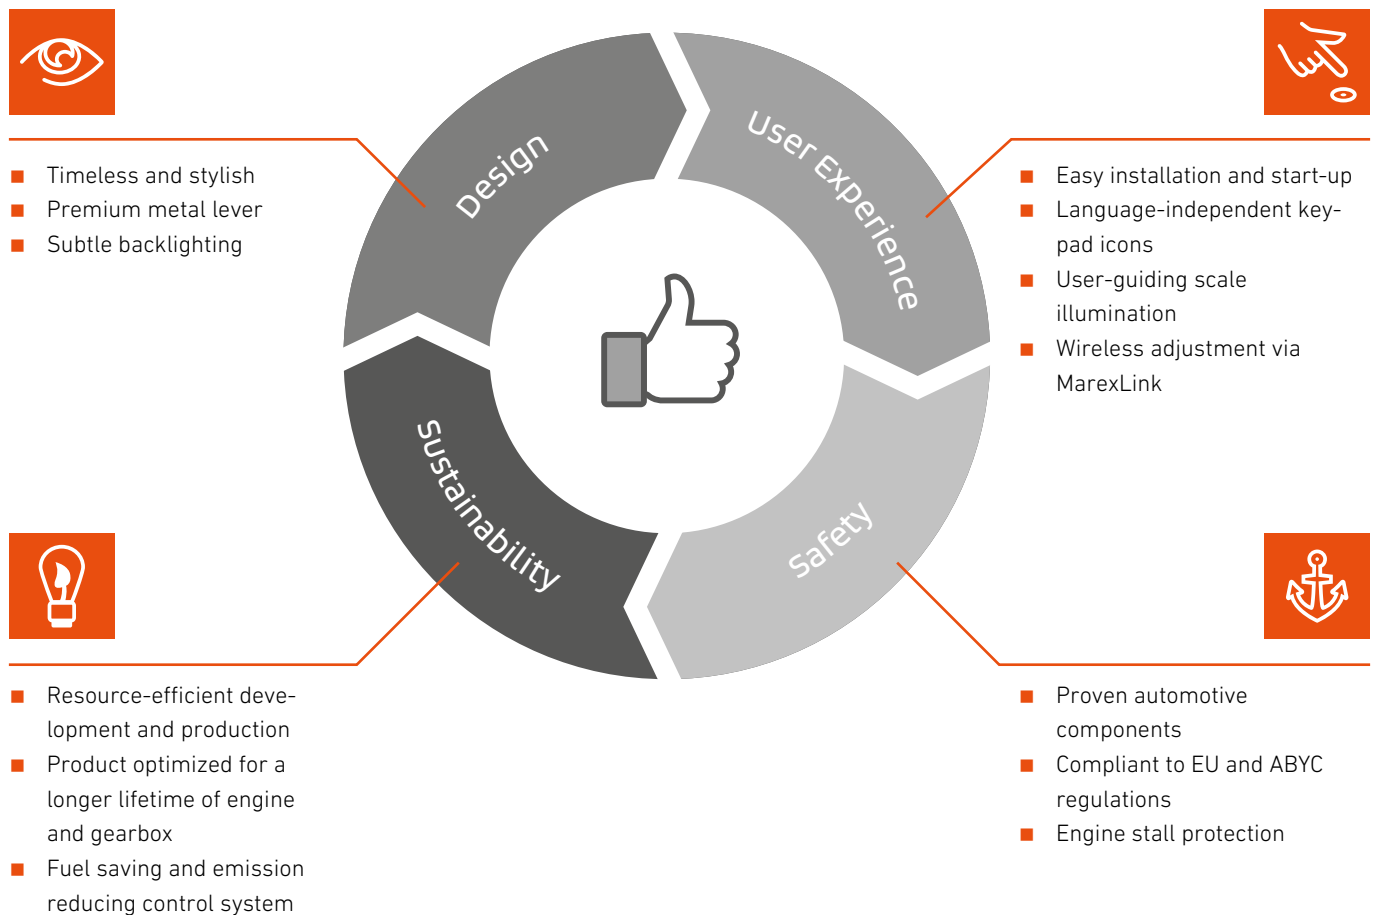 Design
Timeless and stylish
Premium metal lever
Subtle backlighting
User Experience
Easy installation and start-up
Language-independent key-
pad icons
User-guiding scale
illumination
Wireless adjustment via
MarexLink
Sustainability
Resource-efficient deve-
lopment and production
Product optimized for a
longer lifetime of engine
and gearbox
Fuel saving and emission
reducing control system
Safety
Proven automotive
components
Compliant to EU and ABYC
regulations
Engine stall protection